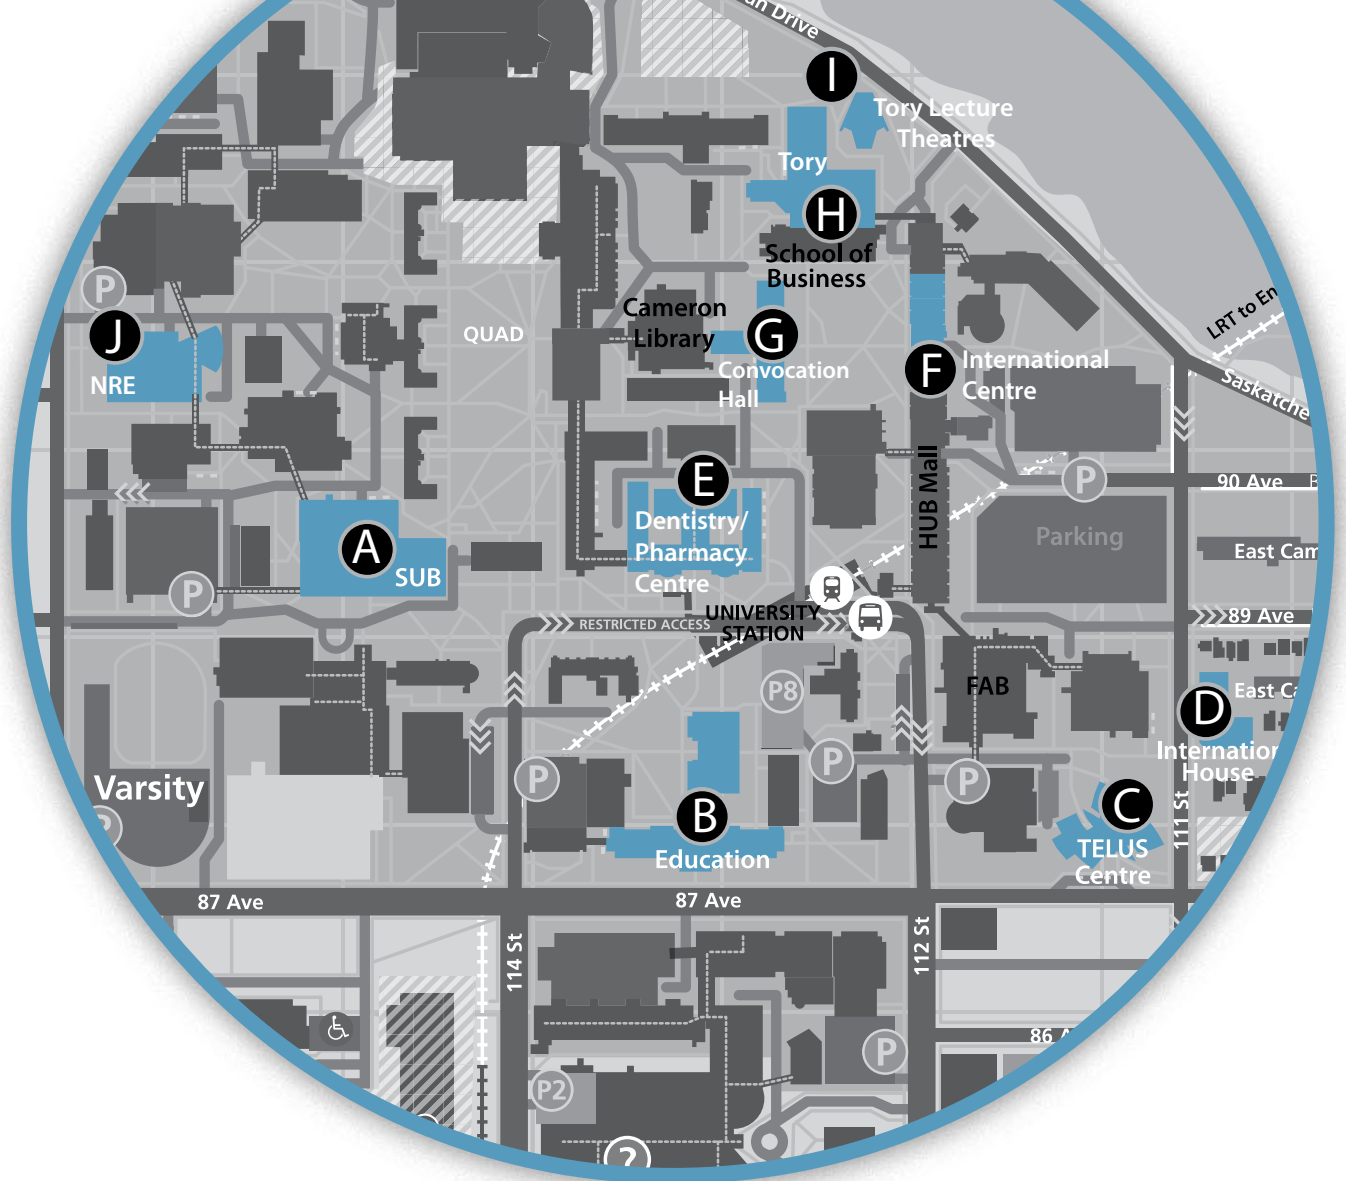 an Drive
I
Tory Lecture
Theatres
Tory
H
School of
Business
P
J
NRE
QUAD
Cameron
Library
G
Convocation
Hall
F
International
Centre
LRT to En
Saskatche
HUB Mall
E
Dentistry/
Pharmacy
Centre
P
90 Ave
Parking
East Cam
A
SUB
P
UNIVERSITY
STATION
RESTRICTED ACCESS
89 Ave
P8
FAB
East Ca
D
Internation
House
P
P
P
Varsity
P
B
Education
C
TELUS
Centre
111 St
87 Ave
87 Ave
114 St
112 St
86 A
P
P2
?